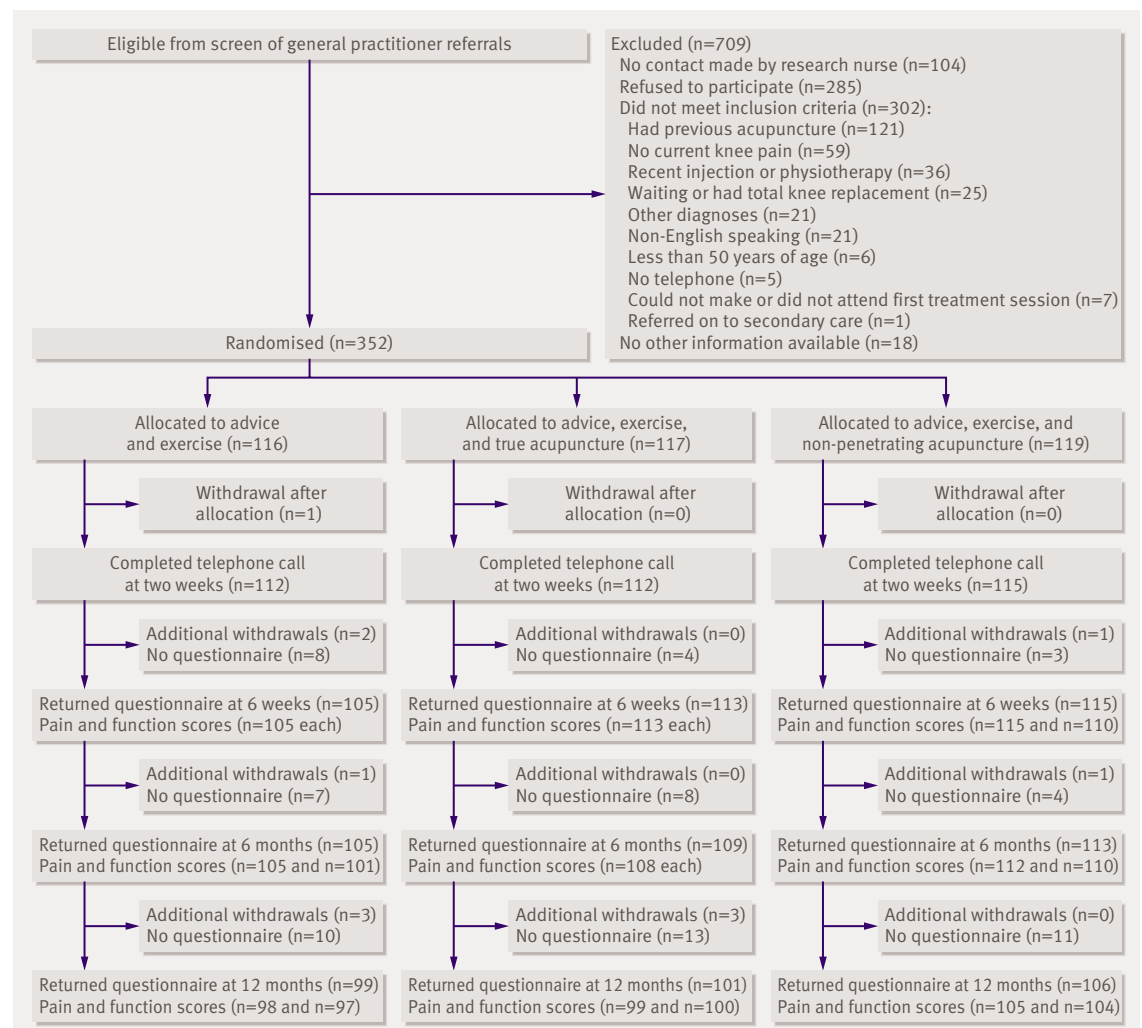 Eligible from screen of general practitioner referrals
Excluded (n=709)
No contact made by research nurse (n=104)
Refused to participate (n=285)
Did not meet inclusion criteria (n=302):
Had previous acupuncture (n=121)
No current knee pain (n=59)
Recent injection or physiotherapy (n=36)
Waiting or had total knee replacement (n=25)
Other diagnoses (n=21)
Non-English speaking (n=21)
Less than 50 years of age (n=6)
No telephone (n=5)
Could not make or did not attend first treatment session (n=7)
Referred on to secondary care (n=1)
No other information available (n=18)
Randomised (n=352)
Allocated to advice
and exercise (n=116)
Allocated to advice, exercise,
and true acupuncture (n=117)
Allocated to advice, exercise, and
non-penetrating acupuncture (n=119)
Withdrawal after
allocation (n=1)
Withdrawal after
allocation (n=0)
Withdrawal after
allocation (n=0)
Completed telephone call
at two weeks (n=112)
Completed telephone call
at two weeks (n=112)
Completed telephone call
at two weeks (n=115)
Additional withdrawals (n=2)
No questionnaire (n=8)
Additional withdrawals (n=0)
No questionnaire (n=4)
Additional withdrawals (n=1)
No questionnaire (n=3)
Returned questionnaire at 6 weeks (n=105)
Pain and function scores (n=105 each)
Returned questionnaire at 6 weeks (n=113)
Pain and function scores (n=113 each)
Returned questionnaire at 6 weeks (n=115)
Pain and function scores (n=115 and n=110)
Additional withdrawals (n=1)
No questionnaire (n=7)
Additional withdrawals (n=0)
No questionnaire (n=8)
Additional withdrawals (n=1)
No questionnaire (n=4)
Returned questionnaire at 6 months (n=105)
Pain and function scores (n=105 and n=101)
Returned questionnaire at 6 months (n=109)
Pain and function scores (n=108 each)
Returned questionnaire at 6 months (n=113)
Pain and function scores (n=112 and n=110)
Additional withdrawals (n=3)
No questionnaire (n=10)
Additional withdrawals (n=3)
No questionnaire (n=13)
Additional withdrawals (n=0)
No questionnaire (n=11)
Returned questionnaire at 12 months (n=99)
Pain and function scores (n=98 and n=97)
Returned questionnaire at 12 months (n=101)
Pain and function scores (n=99 and n=100)
Returned questionnaire at 12 months (n=106)
Pain and function scores (n=105 and n=104)